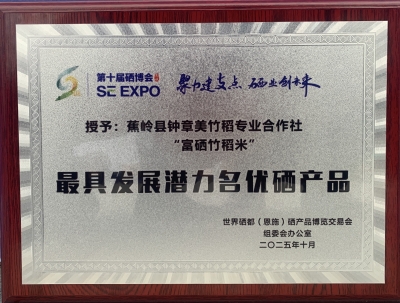 第十届硒博会
SE EXPO
聚力建支点 硒业创未来
授予：蕉岭县钟章美竹稻专业合作社
“富硒竹稻米”
最具发展潜力名优硒产品
世界硒都（恩施）硒产品博览交易会
组委会办公室
二〇二五年十月